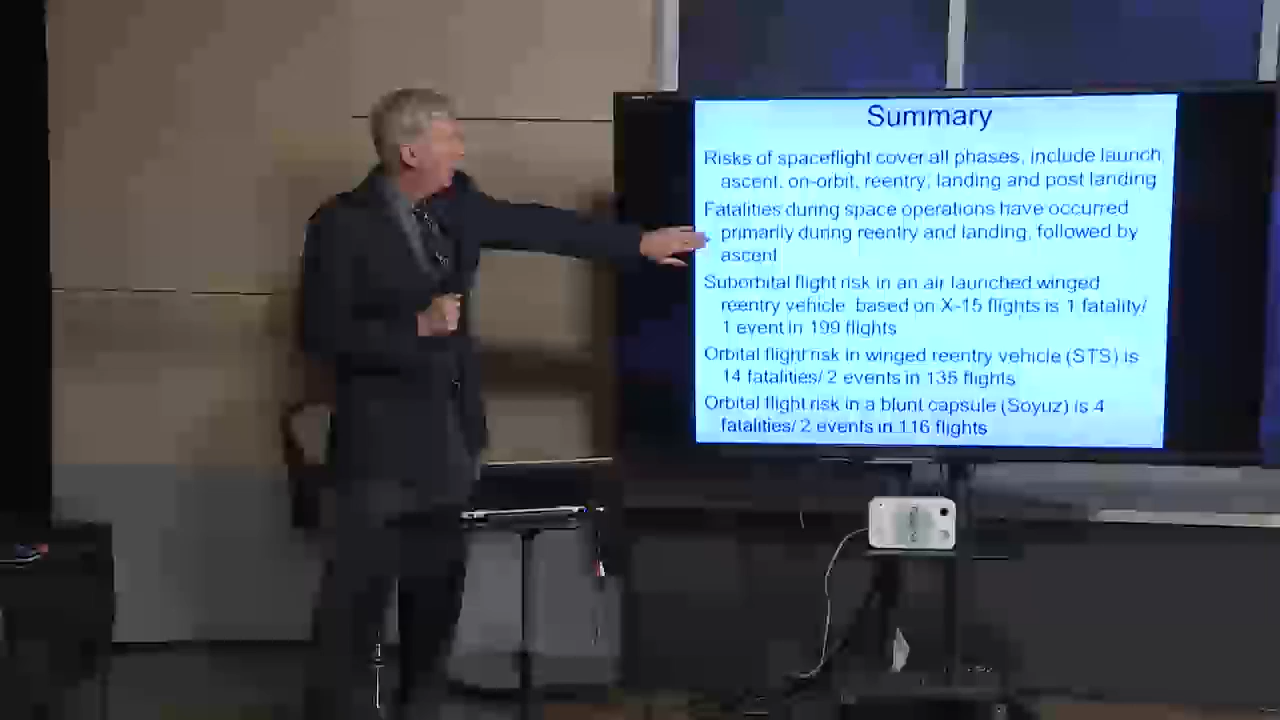 Summary
Risks of spaceflight cover all phases, include launch,
ascent, on-orbit, reentry, landing and post landing
Fatalities during space operations have occurred
primarily during reentry and landing, followed by
ascent
Suborbital flight risk in an air launched winged
reentry vehicle based on X-15 flights is 1 fatality/
1 event in 199 flights
Orbital flight risk in winged reentry vehicle (STS) is
14 fatalities/ 2 events in 135 flights
Orbital flight risk in a blunt capsule (Soyuz) is 4
fatalities/ 2 events in 116 flights